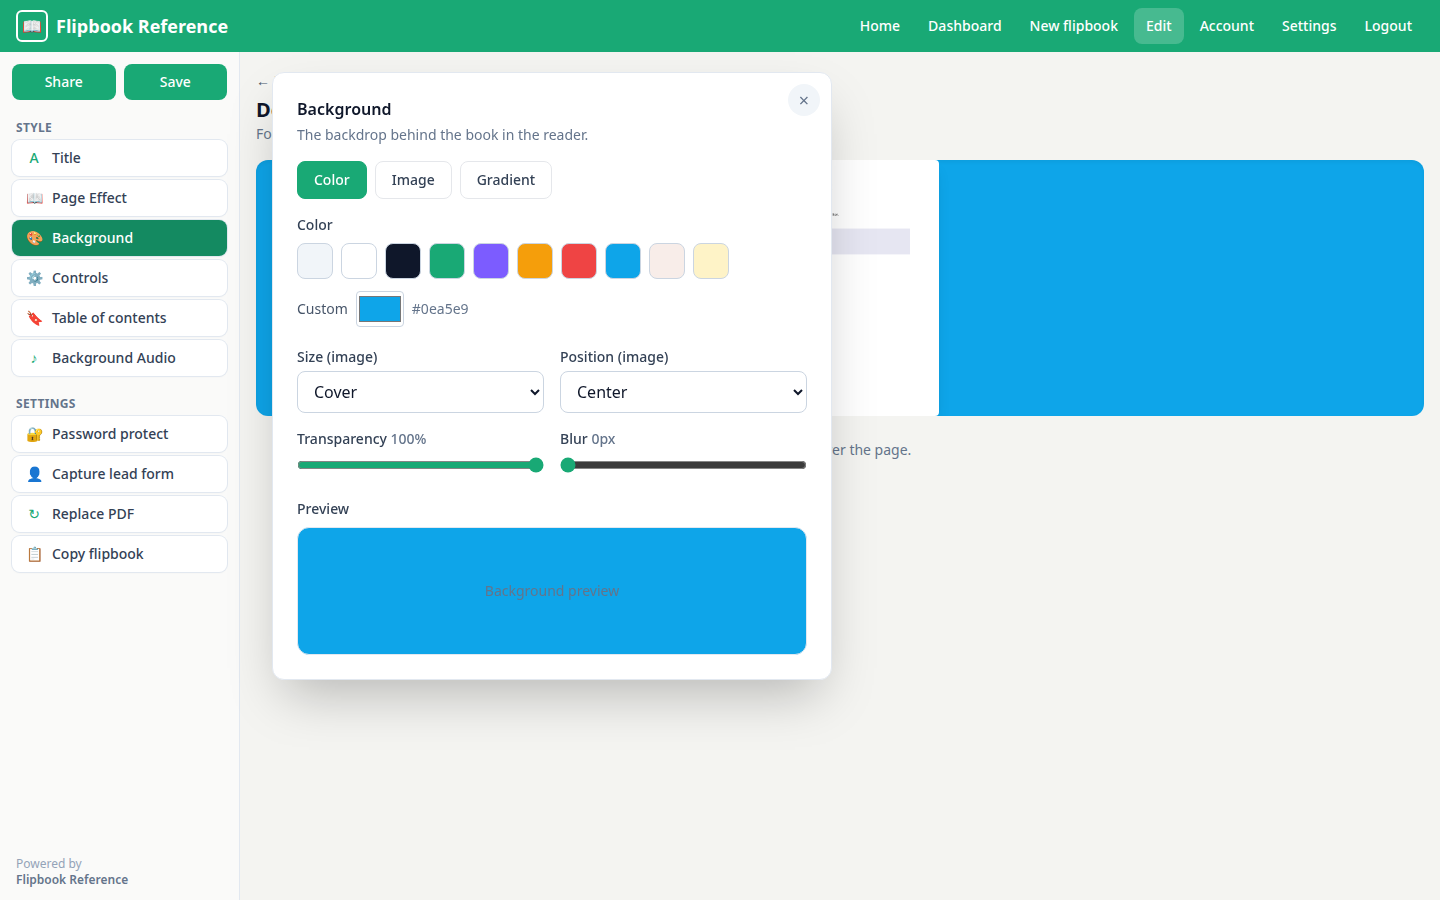 Flipbook Reference
Home
Dashboard
New flipbook
Edit
Account
Settings
Logout
Share
Save
STYLE
A Title
Page Effect
Background
Controls
Table of contents
♪ Background Audio
SETTINGS
Password protect
Capture lead form
↻ Replace PDF
Copy flipbook
Powered by
Flipbook Reference
←
Fo
Background
×
The backdrop behind the book in the reader.
Color
Image
Gradient
Color
Custom
#0ea5e9
Size (image)
Position (image)
Cover
Center
Transparency 100%
Blur 0px
Preview
Background preview
er the page.